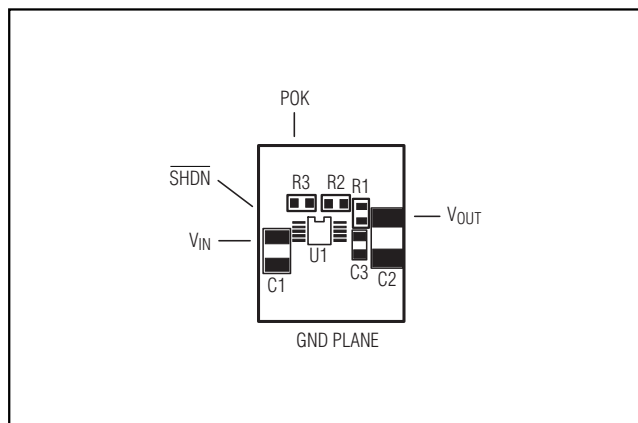 POK
SHDN
R3 R2 R1
VIN
VOUT
U1
C1
C3
C2
GND PLANE